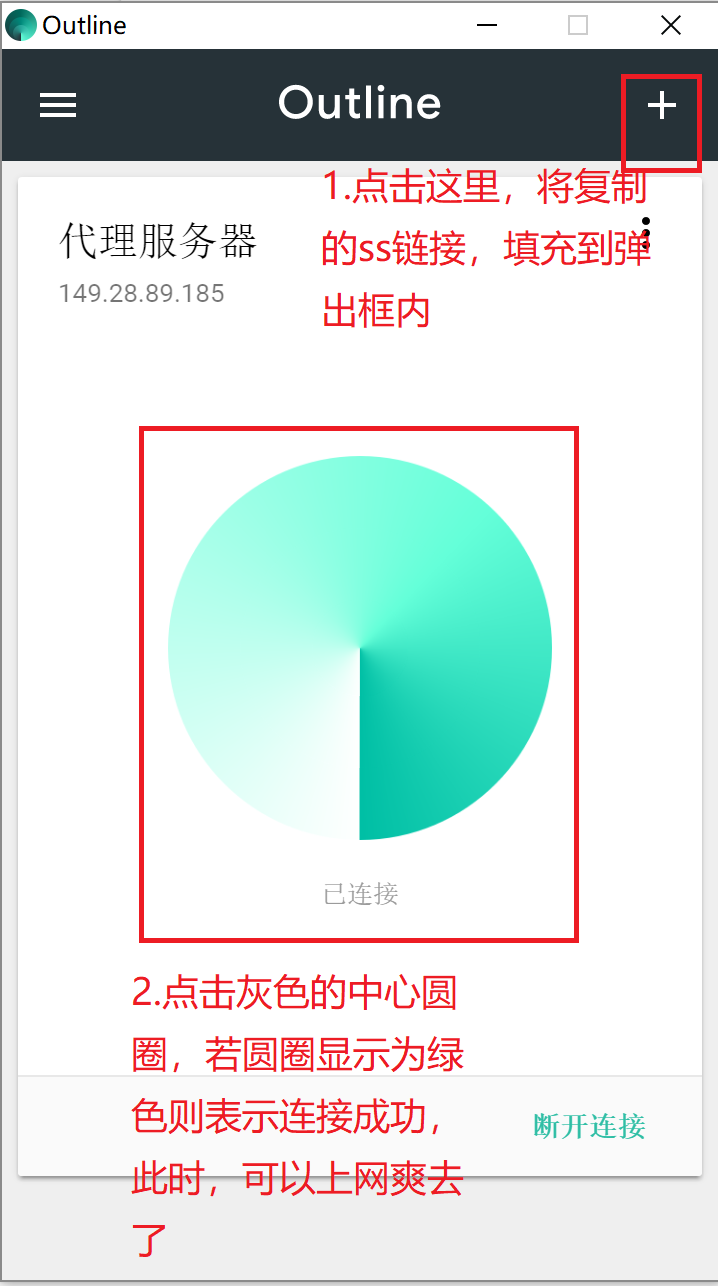 Outline
Outline
1.点击这里，将复制
的ss链接，填充到弹
出框内
代理服务器
149.28.89.185
已连接
2.点击灰色的中心圆
圈，若圆圈显示为绿
色则表示连接成功，
此时，可以上网爽去
了
断开连接